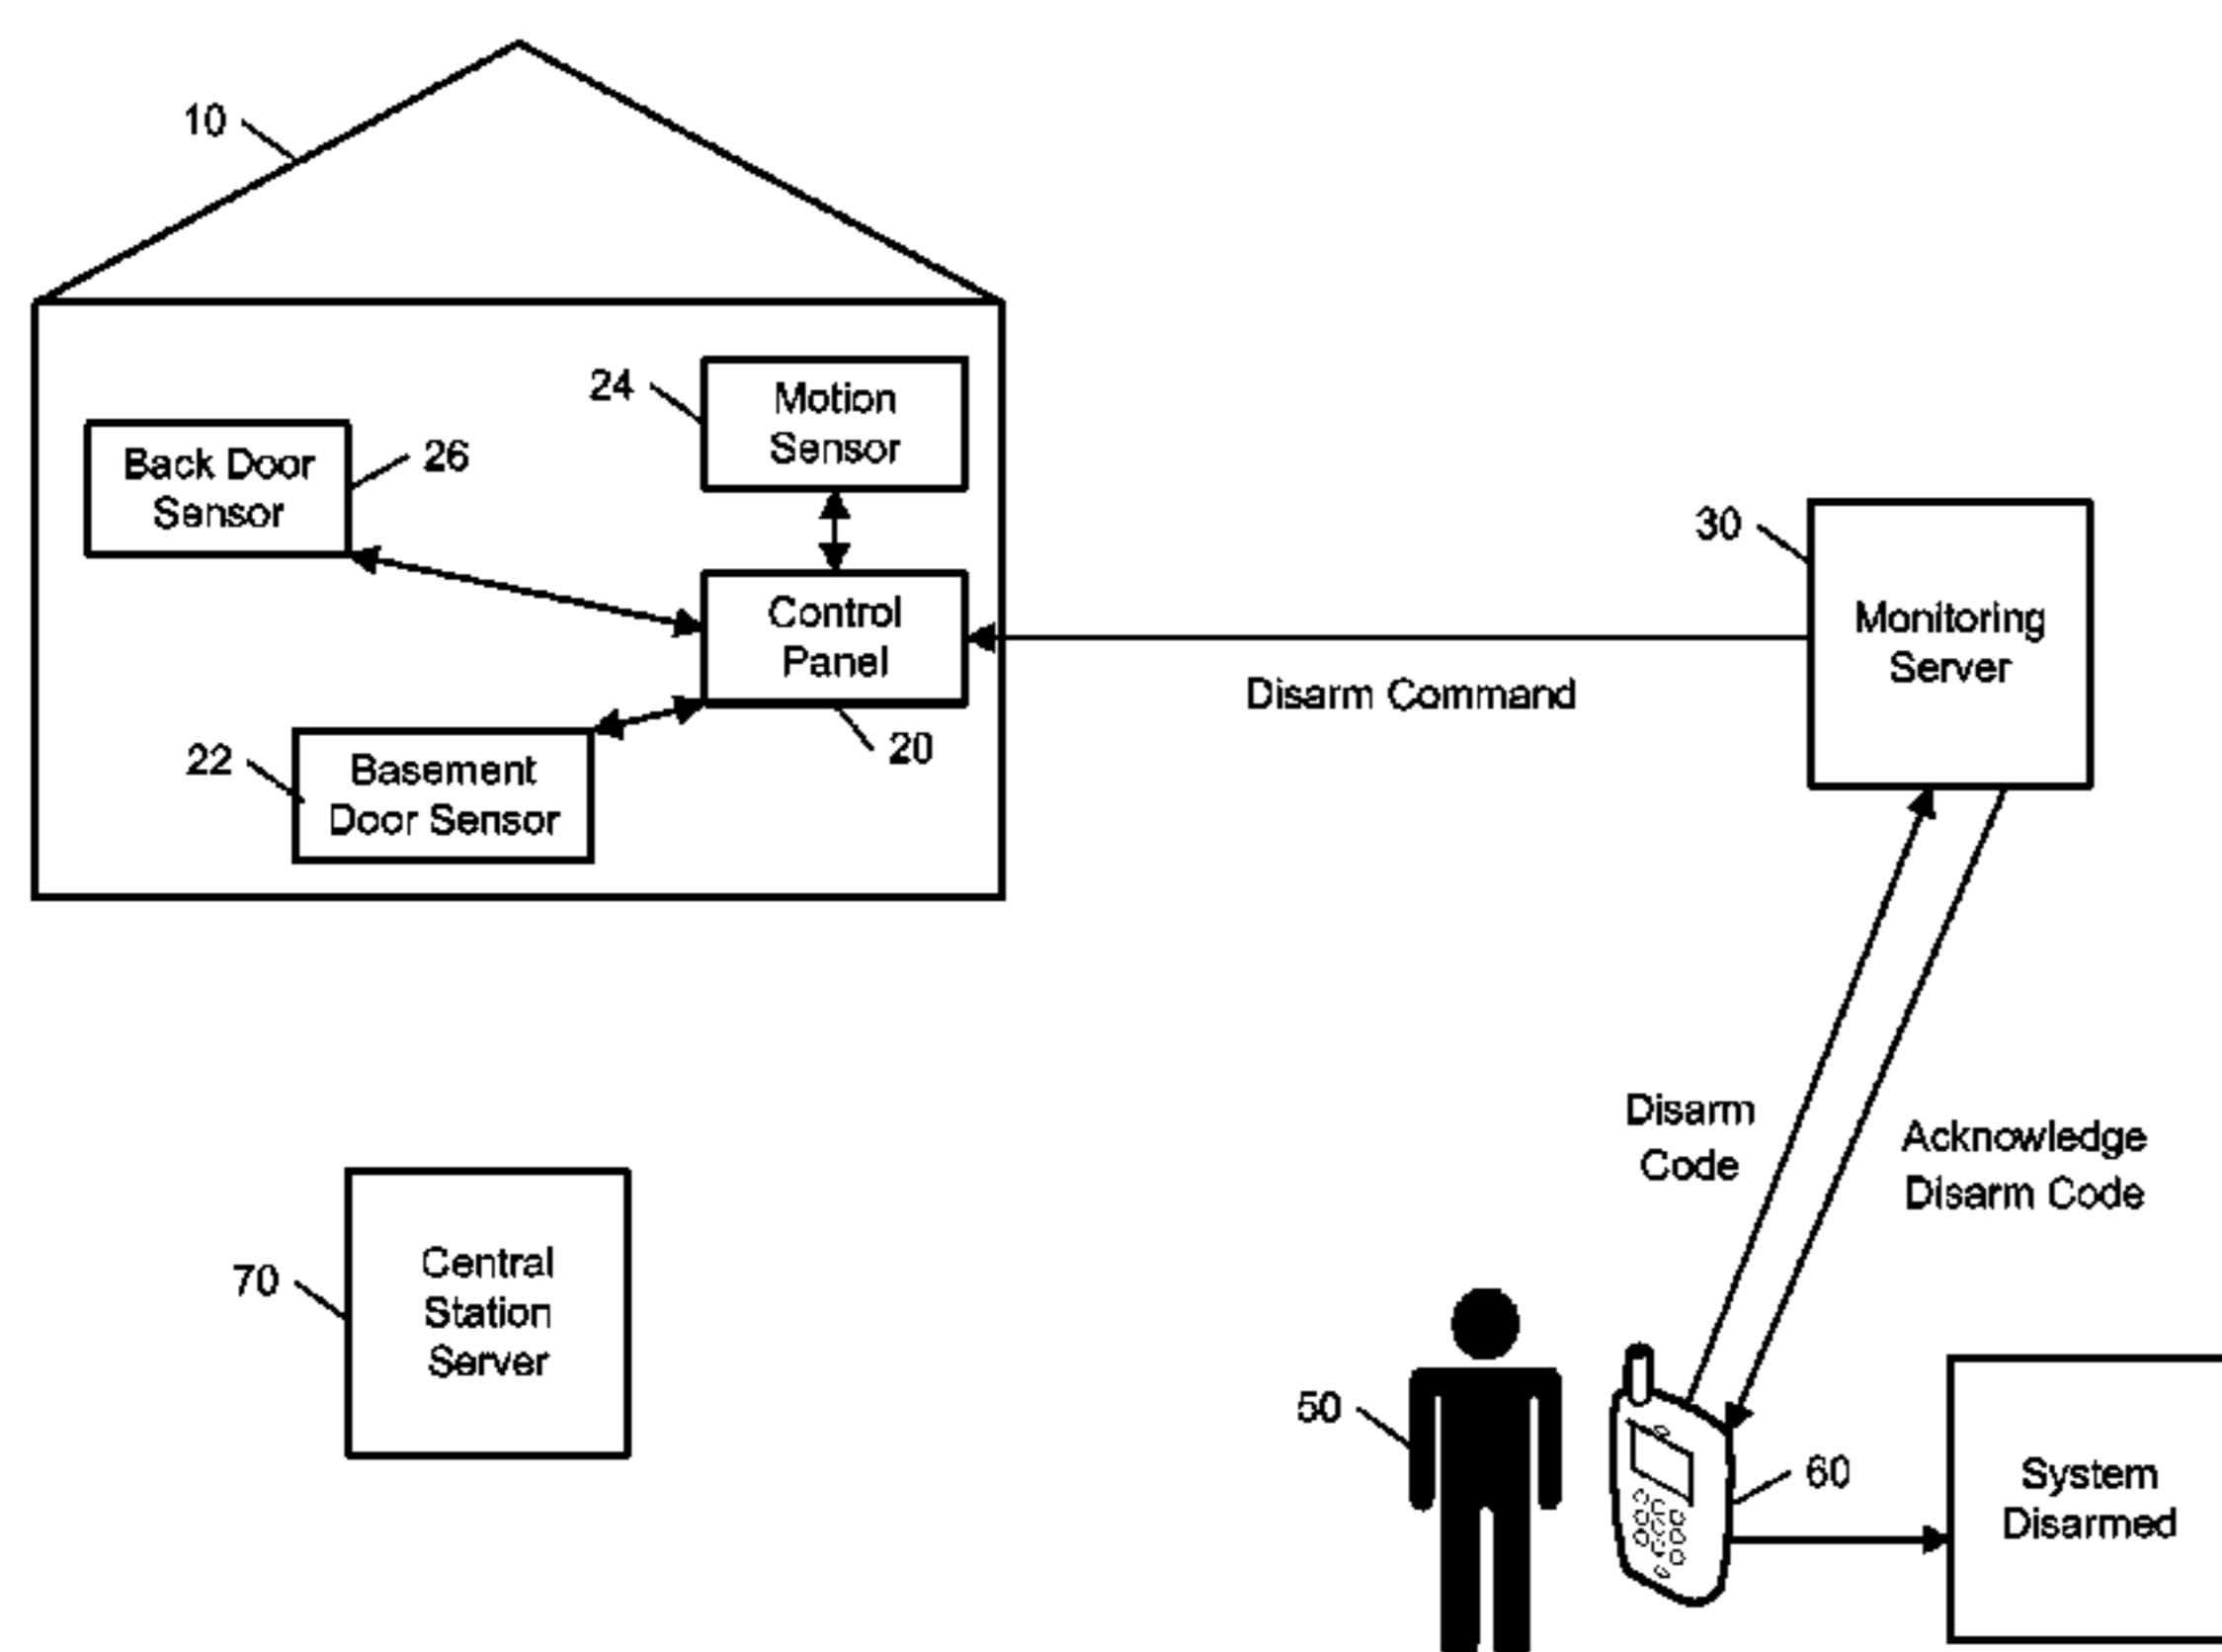 10
24
Motion
Sensor
Back Door
Sensor
26
30
Control
Panel
Monitoring
Server
Disarm Command
20
22
Basement
Door Sensor
Disarm
Code
Acknowledge
Disarm Code
70
Central
Station
Server
50
60
System
Disarmed